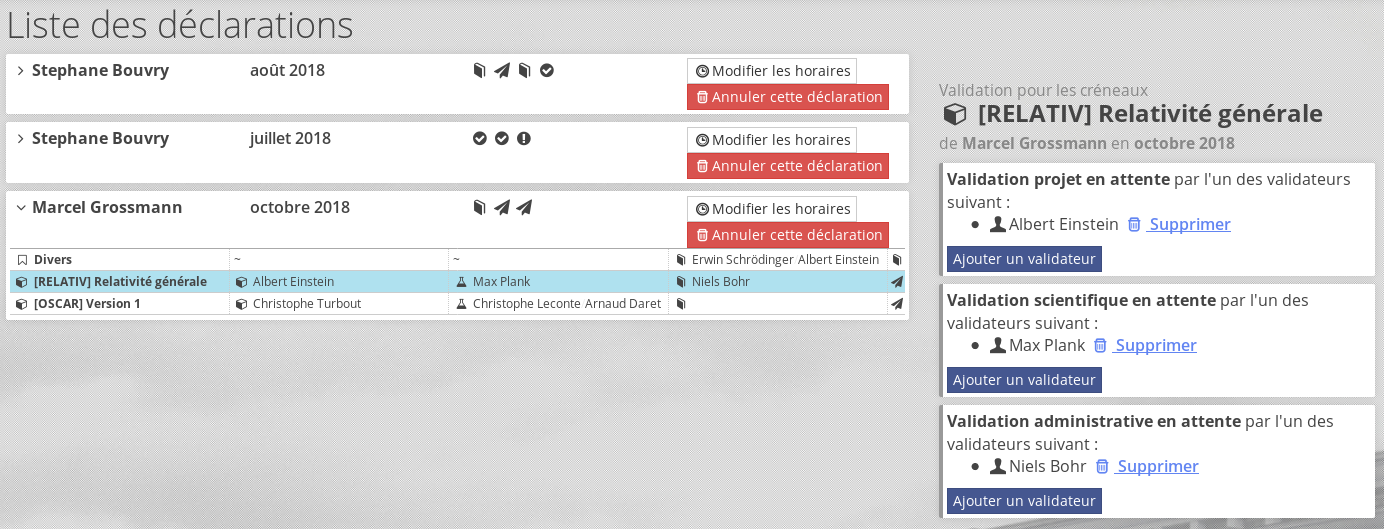 Liste des déclarations
Stephane Bouvry août 2018 Modifier les horaires
Annuler cette déclaration
Stephane Bouvry juillet 2018 Modifier les horaires
Annuler cette déclaration
Marcel Grossmann octobre 2018 Modifier les horaires
Annuler cette déclaration
Divers ~ ~ Erwin Schrödinger Albert Einstein
[RELATIV] Relativité générale Albert Einstein Max Plank Niels Bohr
[OSCAR] Version 1 Christophe Turbout Christophe Leconte Arnaud Daret
Validation pour les créneaux
[RELATIV] Relativité générale
de Marcel Grossmann en octobre 2018
Validation projet en attente par l'un des validateurs
suivant :
• Albert Einstein Supprimer
Ajouter un validateur
Validation scientifique en attente par l'un des
validateurs suivant :
• Max Plank Supprimer
Ajouter un validateur
Validation administrative en attente par l'un des
validateurs suivant :
• Niels Bohr Supprimer
Ajouter un validateur